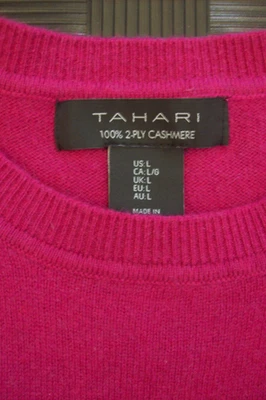 TAHARI
100% 2-PLY CASHMERE
US:L
CA:L/G
UK:L
EU:L
AU:L
MADE IN